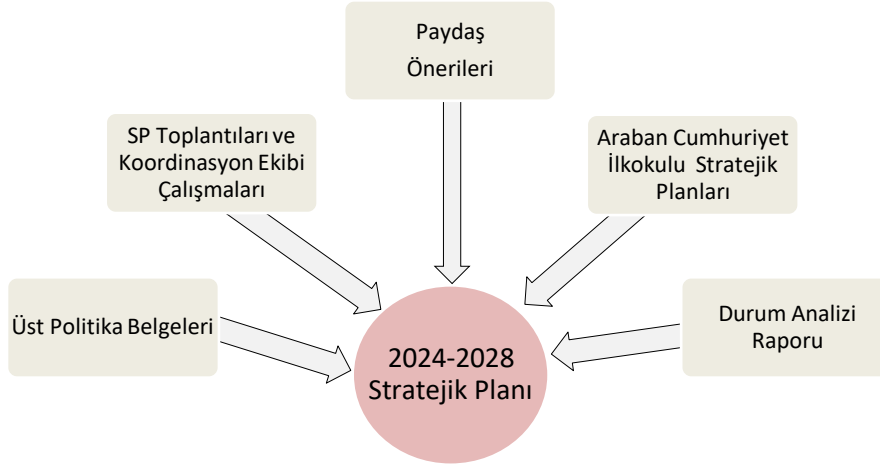 Paydaş
Önerileri
SP Toplantıları ve
Koordinasyon Ekibi
Çalışmaları
Araban Cumhuriyet
İlkokulu Stratejik
Planları
Üst Politika Belgeleri
Durum Analizi
Raporu
2024-2028
Stratejik Planı